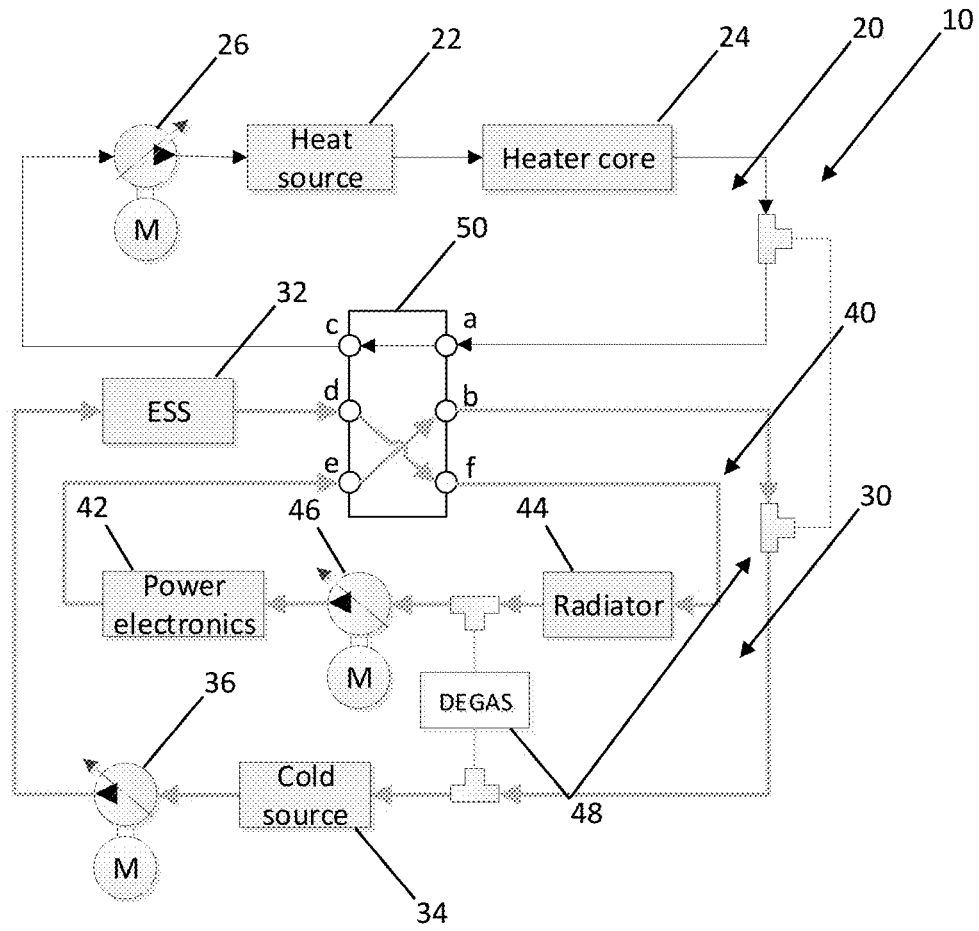 26
22
24
20
10
Heat
source
Heater core
M
50
32
c
a
40
ESS
d
b
e
f
42
46
44
30
Power
electronics
Radiator
M
36
DEGAS
Cold
source
48
M
34